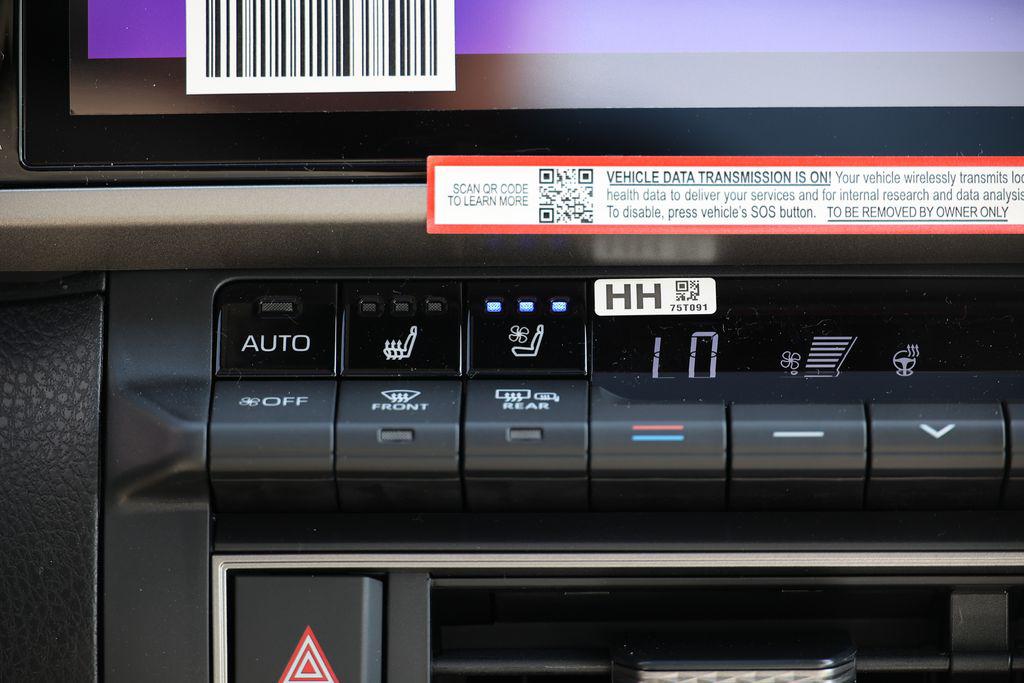 SCAN QR CODE
TO LEARN MORE
VEHICLE DATA TRANSMISSION IS ON! Your vehicle wirelessly transmits
health data to deliver your services and for internal research and data analysis
To disable, press vehicle's SOS button. TO BE REMOVED BY OWNER ONLY
HH
75T091
AUTO
LO
OFF
FRONT
REAR